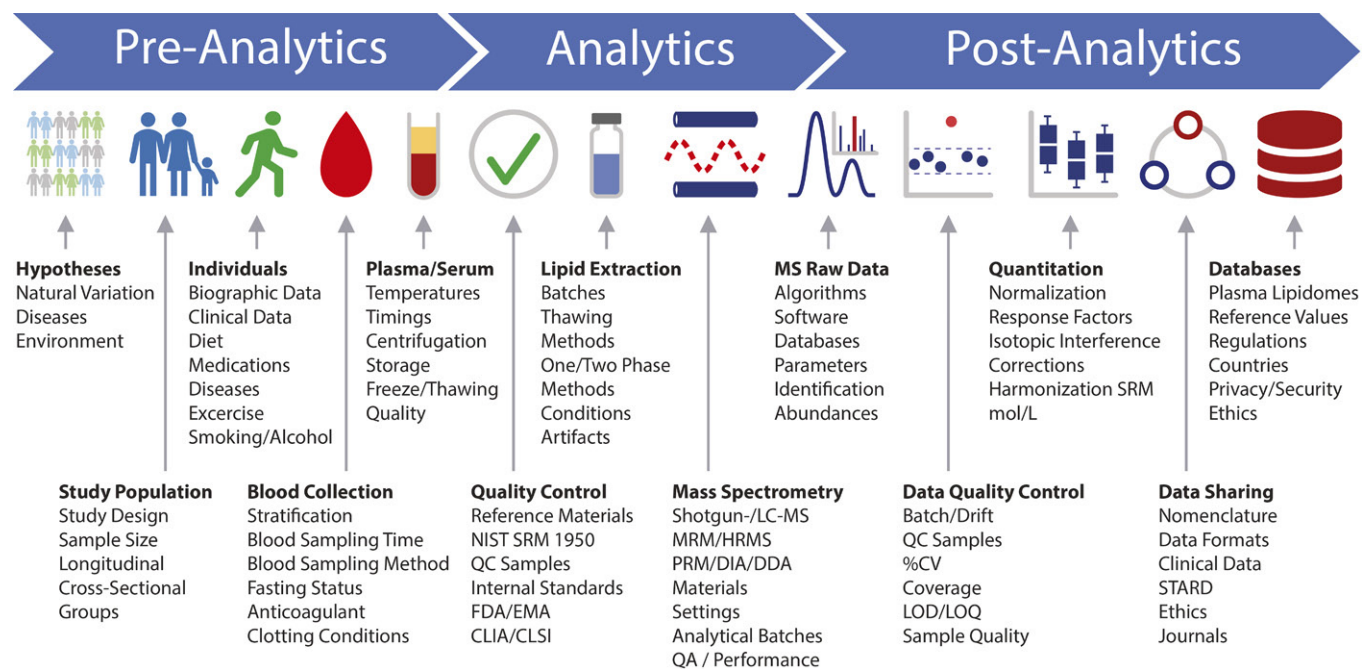 Pre-Analytics
Analytics
Post-Analytics
Hypotheses
Natural Variation
Diseases
Environment
Individuals
Biographic Data
Clinical Data
Diet
Medications
Diseases
Excercise
Smoking/Alcohol
Plasma/Serum
Temperatures
Timings
Centrifugation
Storage
Freeze/Thawing
Quality
Lipid Extraction
Batches
Thawing
Methods
One/Two Phase
Methods
Conditions
Artifacts
MS Raw Data
Algorithms
Software
Databases
Parameters
Identification
Abundances
Quantitation
Normalization
Response Factors
Isotopic Interference
Corrections
Harmonization SRM
mol/L
Databases
Plasma Lipidomes
Reference Values
Regulations
Countries
Privacy/Security
Ethics
Study Population
Study Design
Sample Size
Longitudinal
Cross-Sectional
Groups
Blood Collection
Stratification
Blood Sampling Time
Blood Sampling Method
Fasting Status
Anticoagulant
Clotting Conditions
Quality Control
Reference Materials
NIST SRM 1950
QC Samples
Internal Standards
FDA/EMA
CLIA/CLSI
Mass Spectrometry
Shotgun-/LC-MS
MRM/HRMS
PRM/DIA/DDA
Materials
Settings
Analytical Batches
QA / Performance
Data Quality Control
Batch/Drift
QC Samples
%CV
Coverage
LOD/LOQ
Sample Quality
Data Sharing
Nomenclature
Data Formats
Clinical Data
STARD
Ethics
Journals